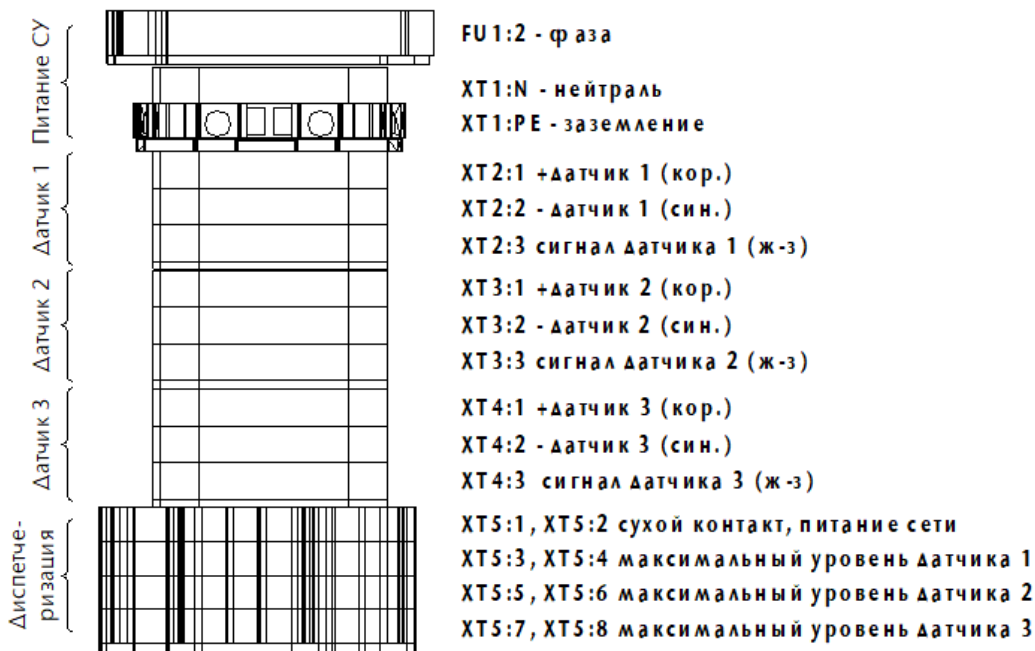 Питание СУ
FU1:2 - фаза
XT1:N - нейтраль
XT1:PE - заземление
Датчик 1
XT2:1 +датчик 1 (кор.)
XT2:2 - датчик 1 (син.)
XT2:3 сигнал датчика 1 (ж-з)
Датчик 2
XT3:1 +датчик 2 (кор.)
XT3:2 - датчик 2 (син.)
XT3:3 сигнал датчика 2 (ж-з)
Датчик 3
XT4:1 +датчик 3 (кор.)
XT4:2 - датчик 3 (син.)
XT4:3 сигнал датчика 3 (ж-з)
Диспетче-
ризация
XT5:1, XT5:2 сухой контакт, питание сети
XT5:3, XT5:4 максимальный уровень датчика 1
XT5:5, XT5:6 максимальный уровень датчика 2
XT5:7, XT5:8 максимальный уровень датчика 3